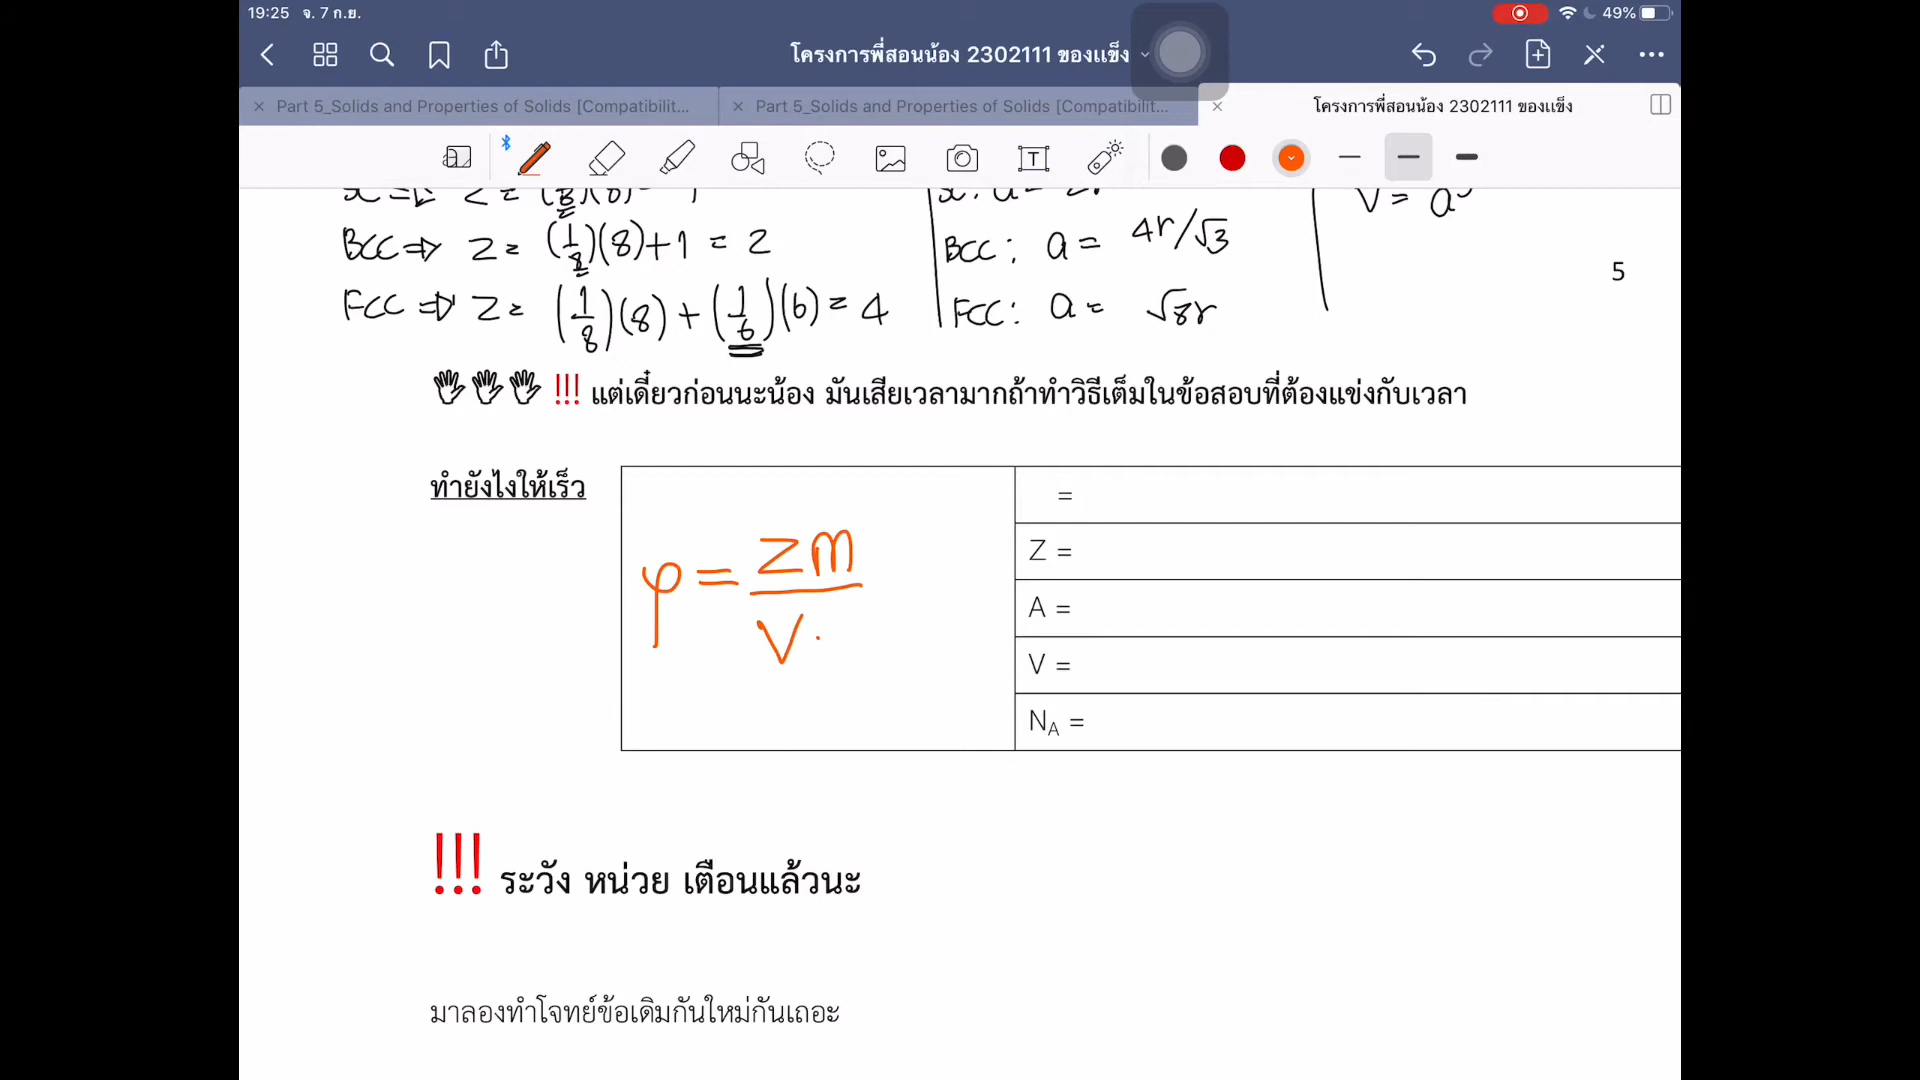 19:25 จ. 7 ก.ย.
49%
โครงการพี่สอนน้อง 2302111 ของแข็ง
Part 5_Solids and Properties of Solids [Compatibilit...
Part 5_Solids and Properties of Solids [Compatibilit...
โครงการพี่สอนน้อง 2302111 ของแข็ง
V = a³
BCC ⇒ Z = (1/8)(8)+1 = 2
BCC : a = 4r/√3
5
FCC ⇒ Z = (1/8)(8) + (1/6)(6) = 4
FCC : a = √8r
!!! แต่เดี๋ยวก่อนนะน้อง มันเสียเวลามากถ้าทำวิธีเต็มในข้อสอบที่ต้องแข่งกับเวลา
ทำยังไงให้เร็ว
=
Z =
ρ = ZM/V
A =
V =
N_A =
!!! ระวัง หน่วย เตือนแล้วนะ
มาลองทำโจทย์ข้อเดิมกันใหม่กันเถอะ